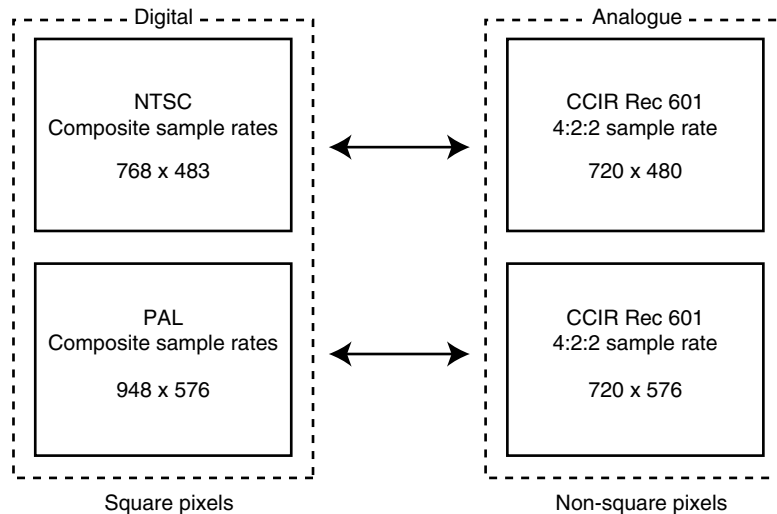 Digital
NTSC
Composite sample rates
768 x 483
PAL
Composite sample rates
948 x 576
Square pixels
Analogue
CCIR Rec 601
4:2:2 sample rate
720 x 480
CCIR Rec 601
4:2:2 sample rate
720 x 576
Non-square pixels